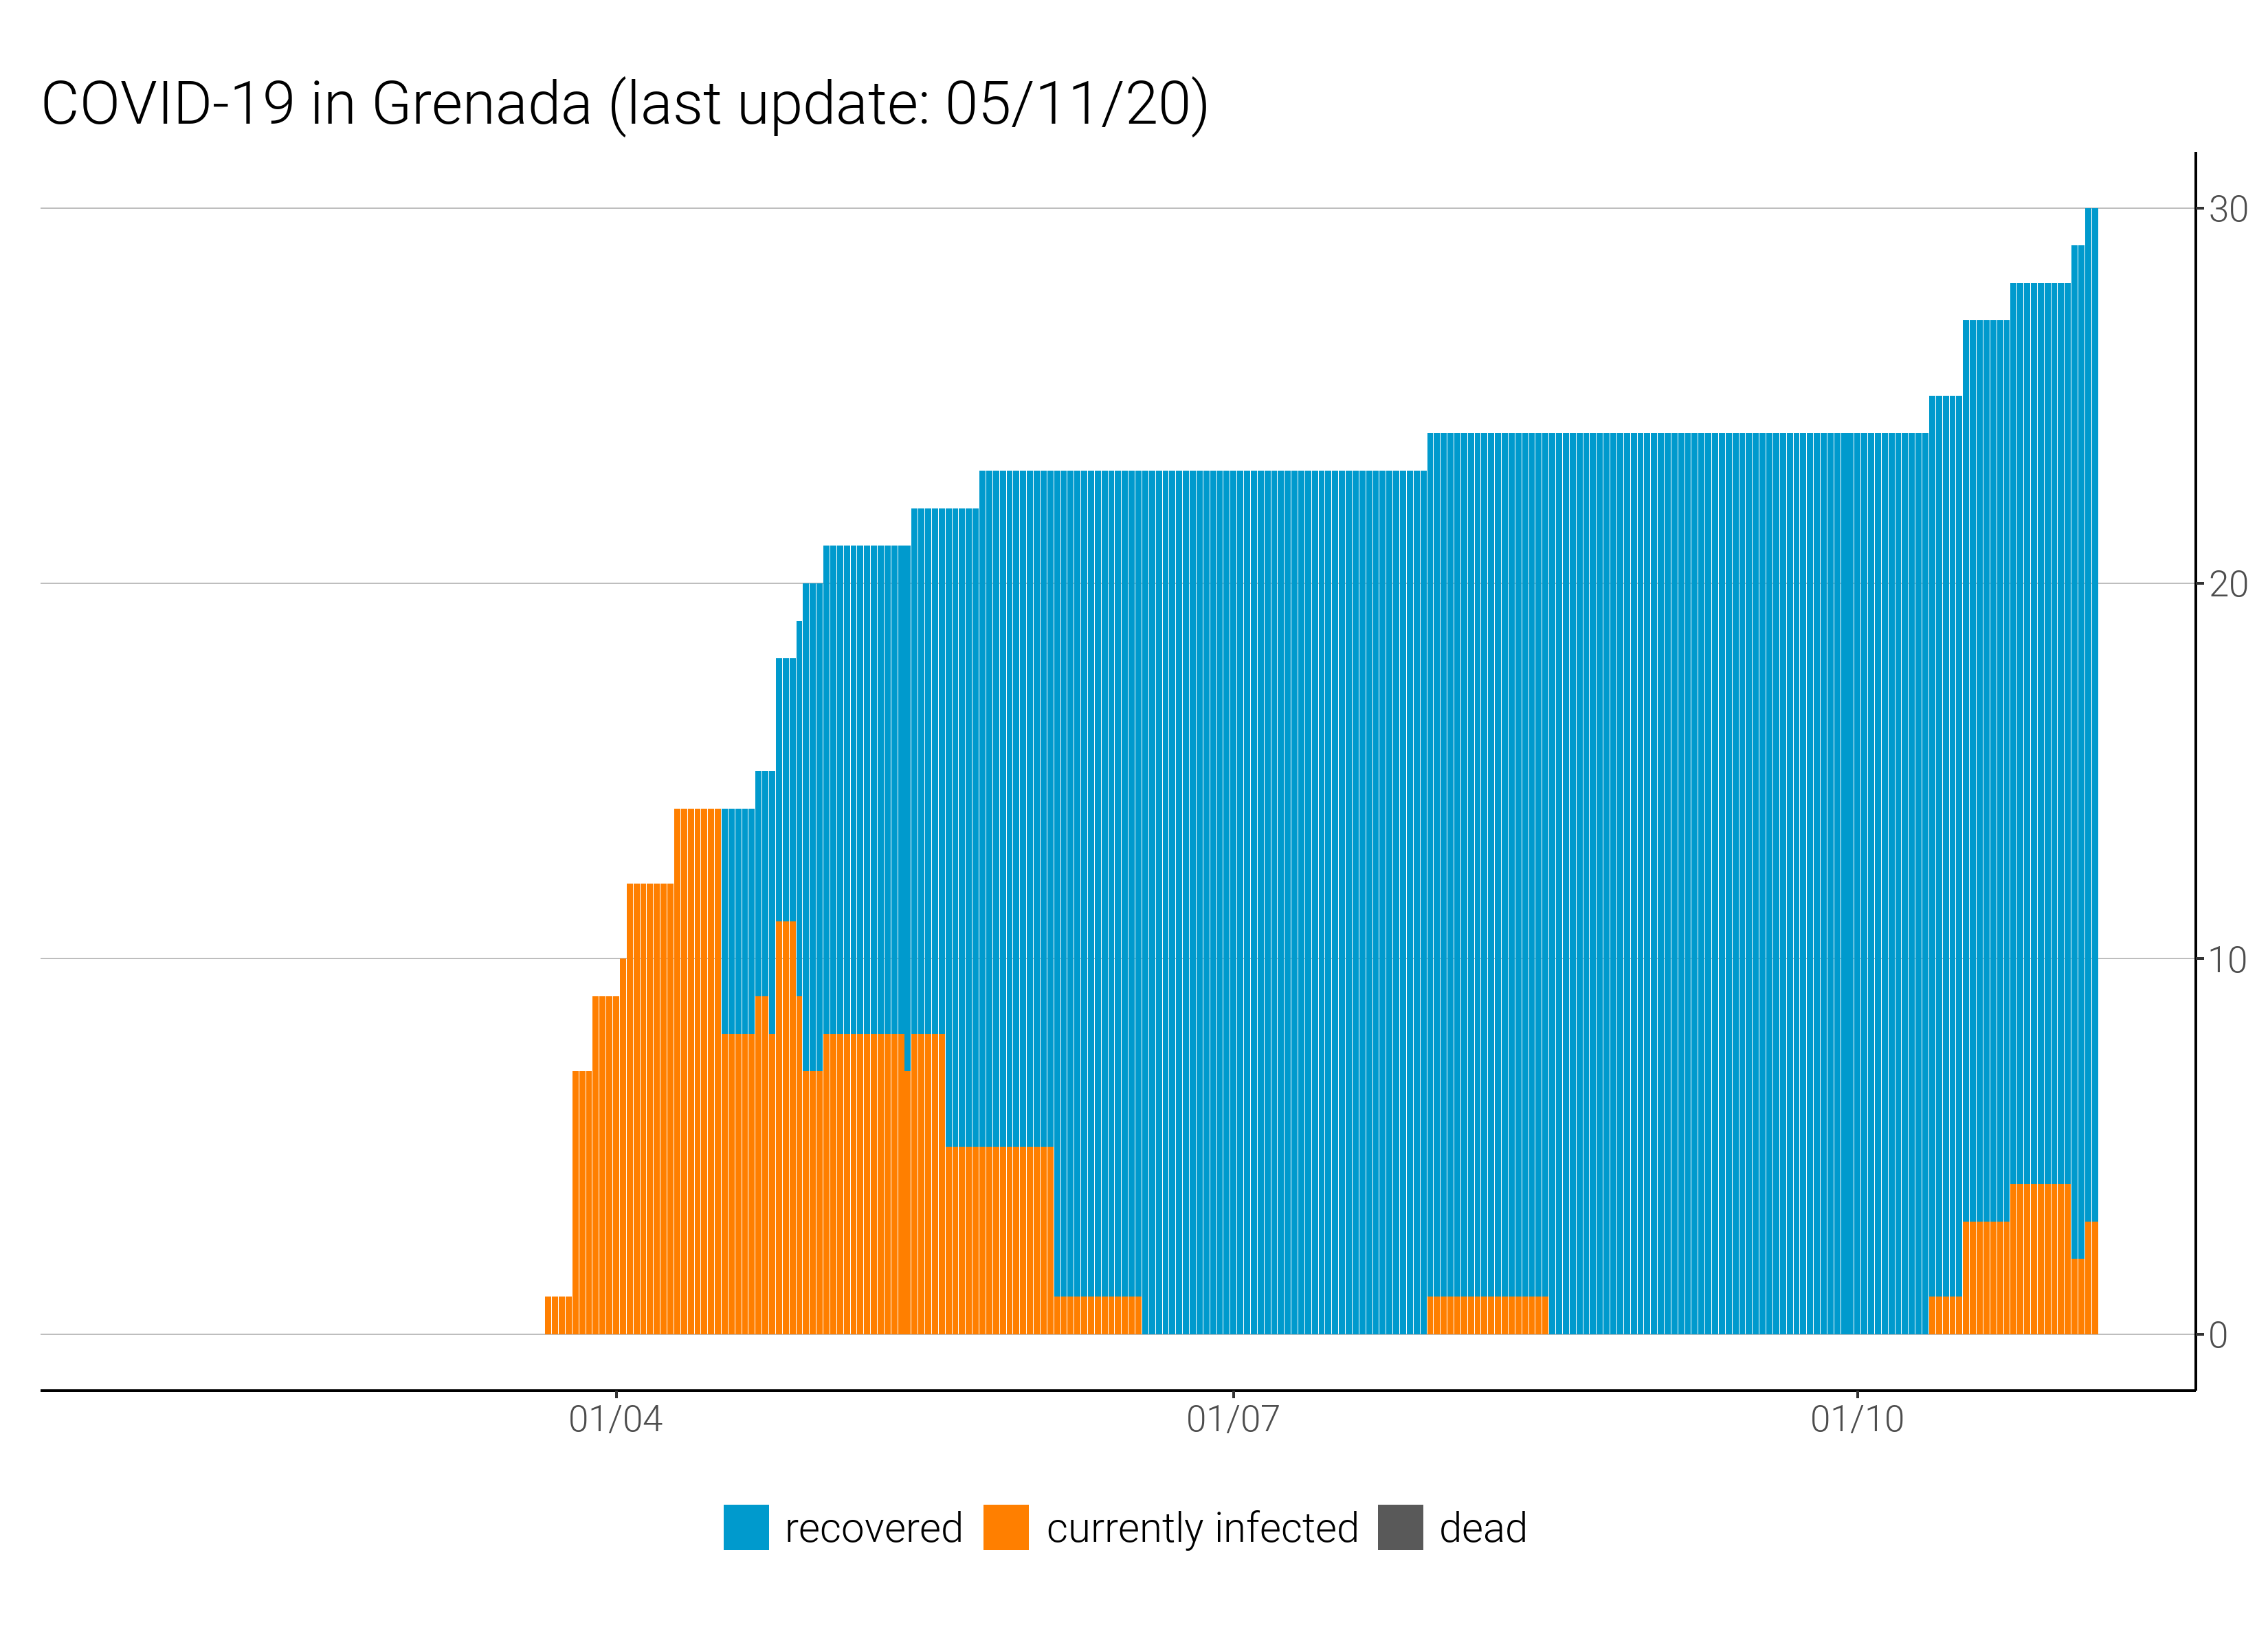 COVID-19 in Grenada (last update: 05/11/20)
30
20
10
0
01/04 01/07 01/10
recovered currently infected dead